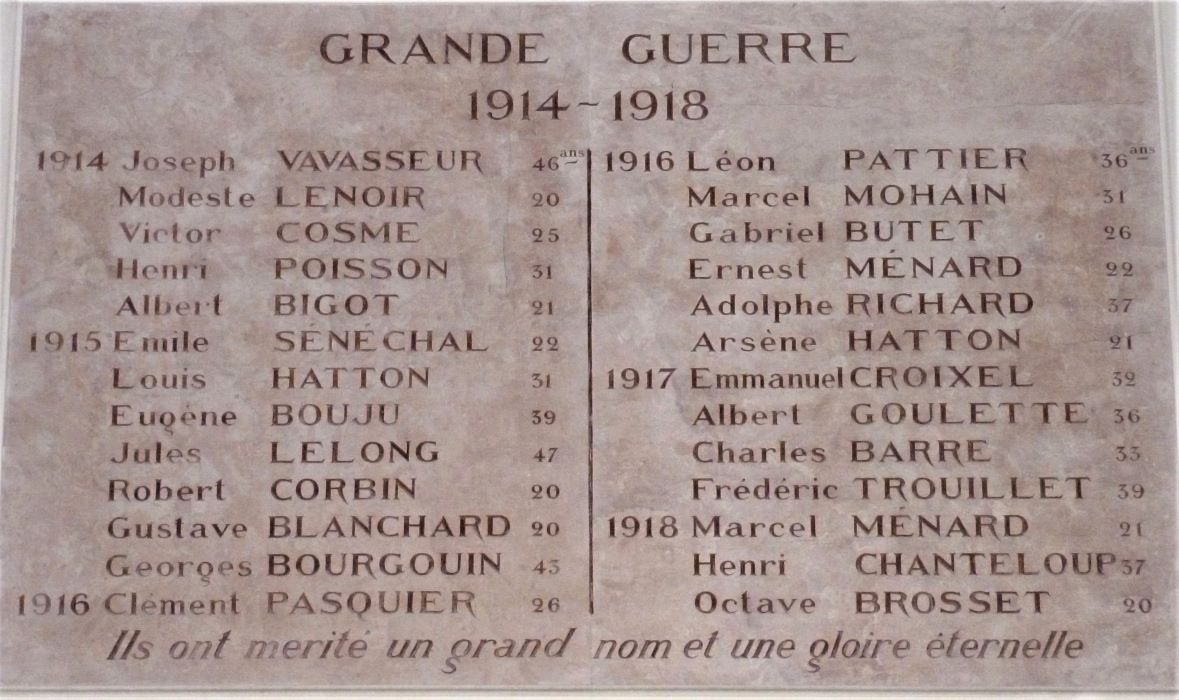 GRANDE GUERRE
1914-1918
1914 Joseph VAVASSEUR 46 ans
Modeste LENOIR 20
Victor COSME 25
Henri POISSON 31
Albert BIGOT 21
1915 Emile SÉNÉCHAL 22
Louis HATTON 31
Eugène BOUJU 39
Jules LELONG 47
Robert CORBIN 20
Gustave BLANCHARD 20
Georges BOURGOUIN 43
1916 Clément PASQUIER 26
1916 Léon PATTIER 36 ans
Marcel MOHAIN 31
Gabriel BUTET 26
Ernest MÉNARD 22
Adolphe RICHARD 37
Arsène HATTON 21
1917 Emmanuel CROIXEL 32
Albert GOULETTE 36
Charles BARRE 33
Frédéric TROUILLET 39
1918 Marcel MÉNARD 21
Henri CHANTELOUP 37
Octave BROSSET 20
Ils ont merité un grand nom et une gloire éternelle